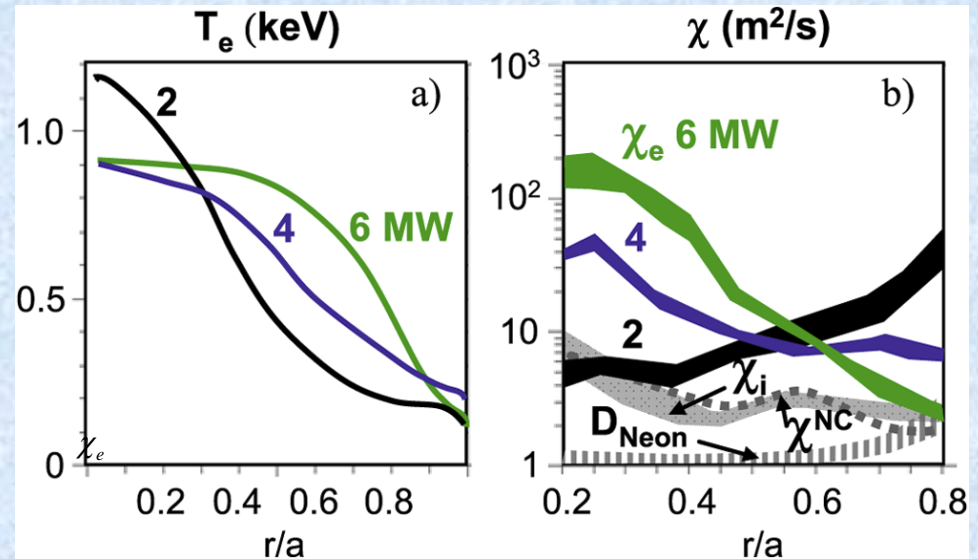 Tₑ (keV)
a)
2
4
6 MW
1.0
0.5
0
χₑ
0.2 0.4 0.6 0.8
r/a
χ (m²/s)
b)
χₑ 6 MW
4
2
χᵢ
D_Neon
χ^NC
10³
10²
10
1
0.2 0.4 0.6 0.8
r/a